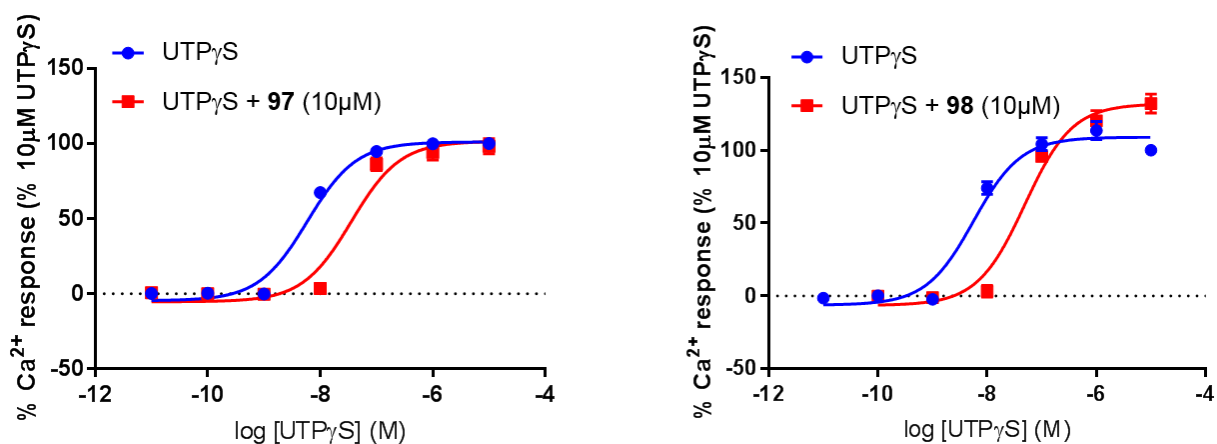 UTPγS
UTPγS + 97 (10μM)
% Ca2+ response (% 10μM UTPγS)
150
100
50
0
-50
-12
-10
-8
-6
-4
log [UTPγS] (M)
UTPγS
UTPγS + 98 (10μM)
% Ca2+ response (% 10μM UTPγS)
150
100
50
0
-50
-12
-10
-8
-6
-4
log [UTPγS] (M)